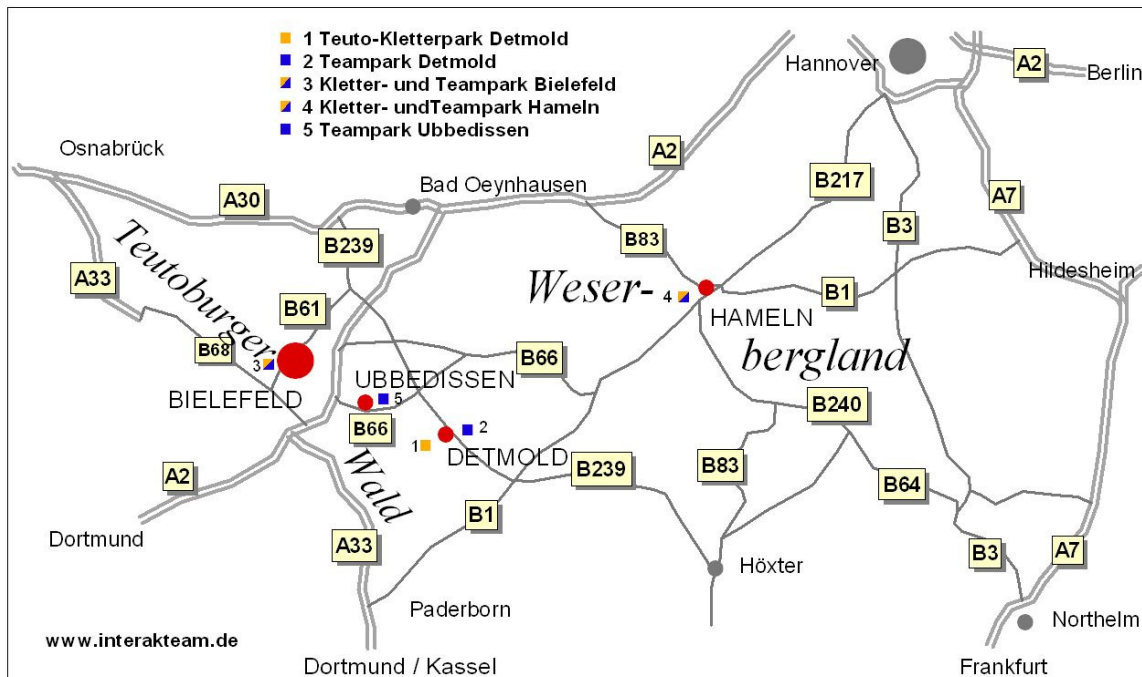 1 Teuto-Kletterpark Detmold
2 Teampark Detmold
3 Kletter- und Teampark Bielefeld
4 Kletter- undTeampark Hameln
5 Teampark Ubbedissen
Hannover
A2
Berlin
Osnabrück
A2
Bad Oeynhausen
B217
A30
A7
B3
B239
B83
Teutoburger
Wald
A33
Hildesheim
Weser-
bergland
4
B1
B61
HAMELN
B68
3
B66
UBBEDISSEN
BIELEFELD
5
B240
B66
2
1
DETMOLD
A2
B239
B83
B64
B1
Dortmund
A33
B3
A7
Höxter
Paderborn
Northeim
www.interakteam.de
Dortmund / Kassel
Frankfurt